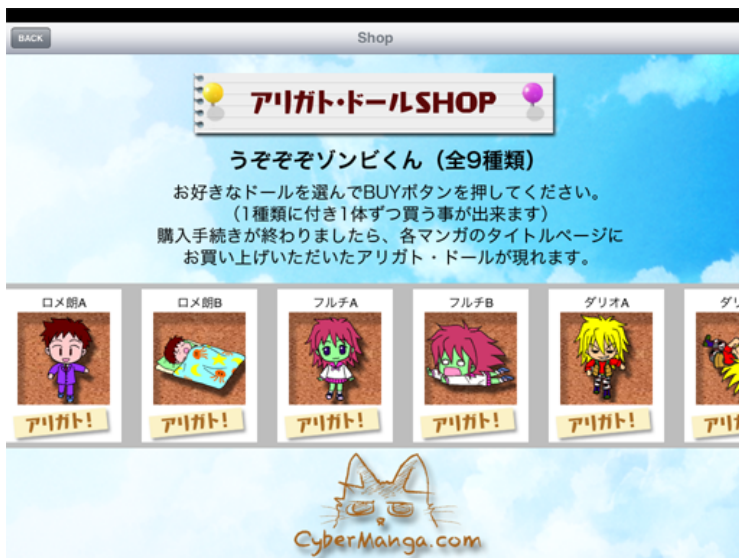 BACK
Shop
アリガト・ドールSHOP
うぞぞぞゾンビくん（全9種類）
お好きなドールを選んでBUYボタンを押してください。
（1種類に付き1体ずつ買う事が出来ます）
購入手続きが終わりましたら、各マンガのタイトルページに
お買い上げいただいたアリガト・ドールが現れます。
ロメ朗A
ロメ朗B
フルチA
フルチB
ダリオA
ダリ
アリガト!
アリガト!
アリガト!
アリガト!
アリガト!
アリガ
CyberManga.com